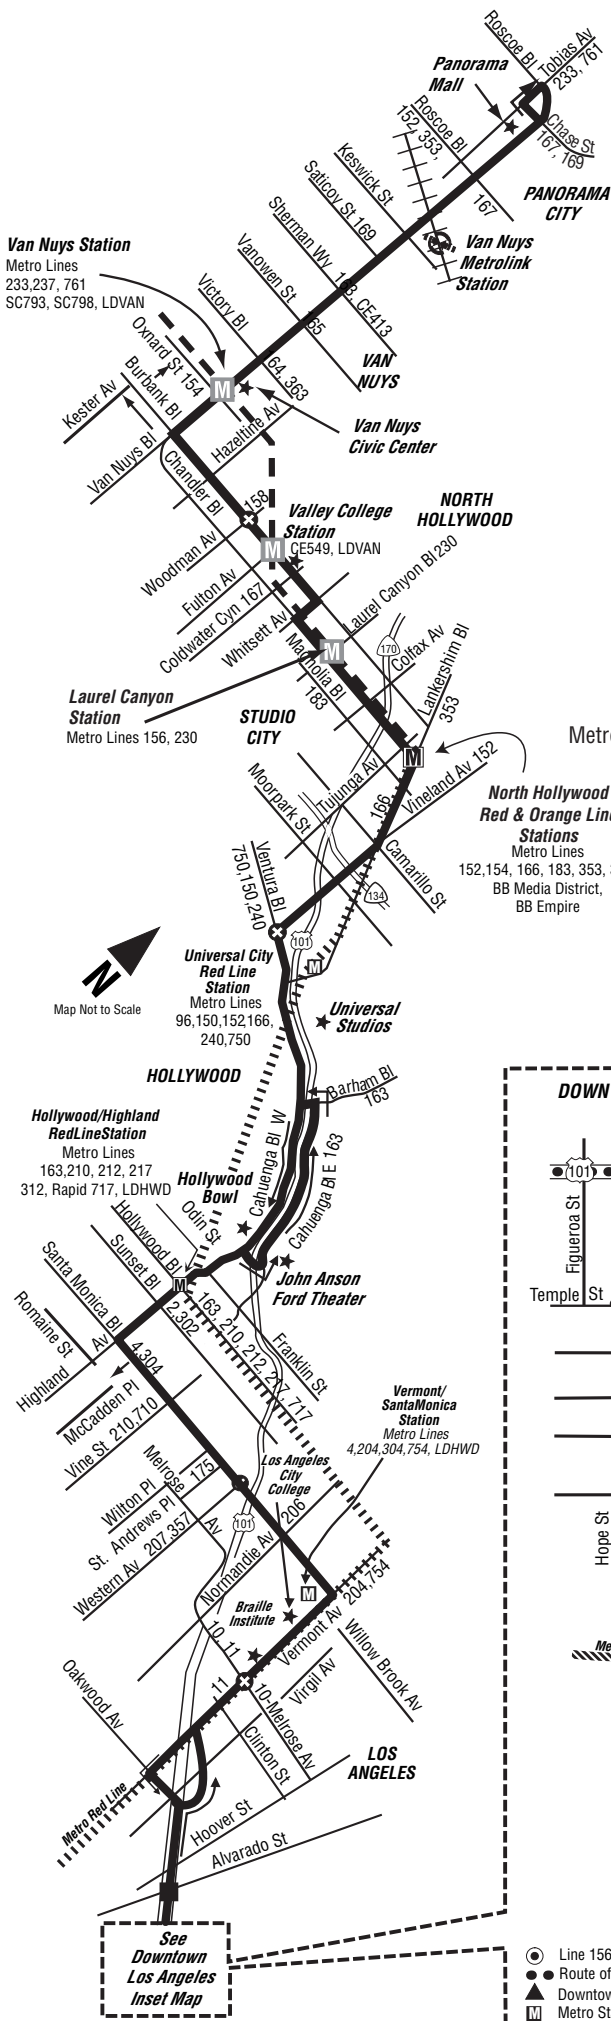 Roscoe Bl
Tobias Av
233, 761
Panorama
Mall
Roscoe Bl
152, 353,
Chase St
167, 169
167
PANORAMA
CITY
Keswick St
Saticoy St 169
Van Nuys
Metrolink
Station
Sherman Wy 163, CE413
Vanowen St 165
Victory Bl 164, 363
VAN
NUYS
Van Nuys Station
Metro Lines
233,237, 761
SC793, SC798, LDVAN
Oxnard St 154
Burbank Bl
Kester Av
Van Nuys Bl
Hazeltine Av
Van Nuys
Civic Center
Chandler Bl
158
Woodman Av
Valley College
Station
CE549, LDVAN
NORTH
HOLLYWOOD
Fulton Av
Coldwater Cyn 167
Whitsett Av
Laurel Canyon Bl 230
170
Colfax Av
Magnolia Bl
183
Lankershim Bl
353
Laurel Canyon
Station
Metro Lines 156, 230
STUDIO
CITY
Metr
Tujunga Av
Vineland Av 152
166
Moorpark St
Camarillo St
134
North Hollywood
Red & Orange Line
Stations
Metro Lines
152,154, 166, 183, 353,
BB Media District,
BB Empire
Ventura Bl
750,150,240
101
M
Universal City
Red Line
Station
Metro Lines
96,150,152,166,
240,750
N
Map Not to Scale
Universal
Studios
HOLLYWOOD
Barham Bl
163
Cahuenga Bl W
Cahuenga Bl E 163
Hollywood/Highland
RedLineStation
Metro Lines
163,210, 212, 217
312, Rapid 717, LDHWD
Hollywood
Bowl
Odin St
John Anson
Ford Theater
Hollywood Bl
Sunset Bl
2,302
Santa Monica Bl
4,304
163, 210, 212, 217, 717
Franklin St
Romaine St
Highland Av
McCadden Pl
Vine St 210,710
Vermont/
SantaMonica
Station
Metro Lines
4,204,304,754, LDHWD
Melrose Av
Wilton Pl 175
St. Andrews Pl
Western Av 207,357
101
Los Angeles
City
College
Normandie Av 206
M
Braille
Institute
10, 11
Vermont Av 204,754
Willow Brook Av
Virgil Av
11
10-Melrose Av
Clinton St
Oakwood Av
LOS
ANGELES
Metro Red Line
Hoover St
Alvarado St
See
Downtown
Los Angeles
Inset Map
DOWN
101
Figueroa St
Temple St
Hope St
Me
Line 156
Route of
Downtow
M Metro St